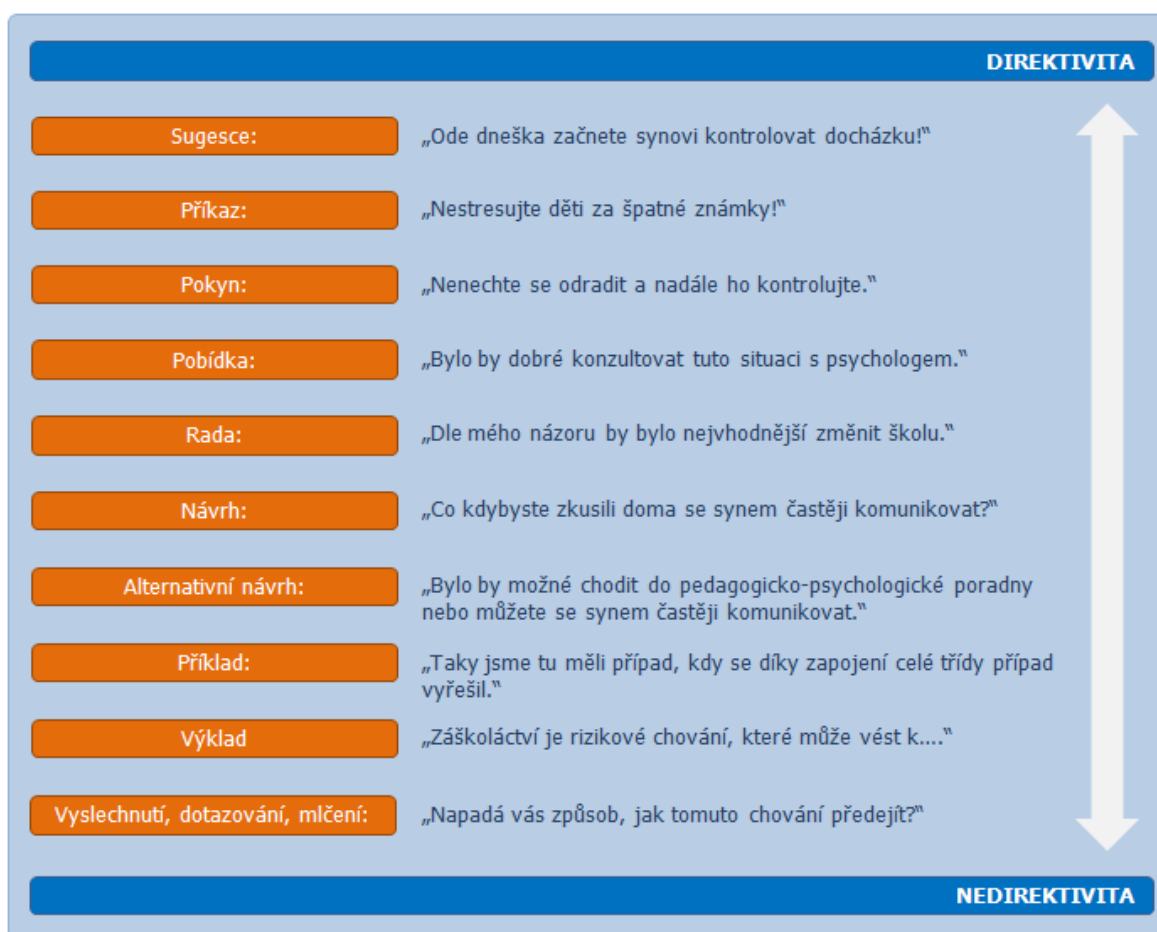 DIREKTIVITA
Sugesce: „Ode dneška začnete synovi kontrolovat docházku!“
Příkaz: „Nestresujte děti za špatné známky!“
Pokyn: „Nenechte se odradit a nadále ho kontrolujte.“
Pobídka: „Bylo by dobré konzultovat tuto situaci s psychologem.“
Rada: „Dle mého názoru by bylo nejvhodnější změnit školu.“
Návrh: „Co kdybyste zkusili doma se synem častěji komunikovat?“
Alternativní návrh: „Bylo by možné chodit do pedagogicko-psychologické poradny
nebo můžete se synem častěji komunikovat.“
Příklad: „Taky jsme tu měli případ, kdy se díky zapojení celé třídy případ
vyřešil.“
Výklad „Záškoláctví je rizikové chování, které může vést k....“
Vyslechnutí, dotazování, mlčení: „Napadá vás způsob, jak tomuto chování předejít?“
NEDIREKTIVITA